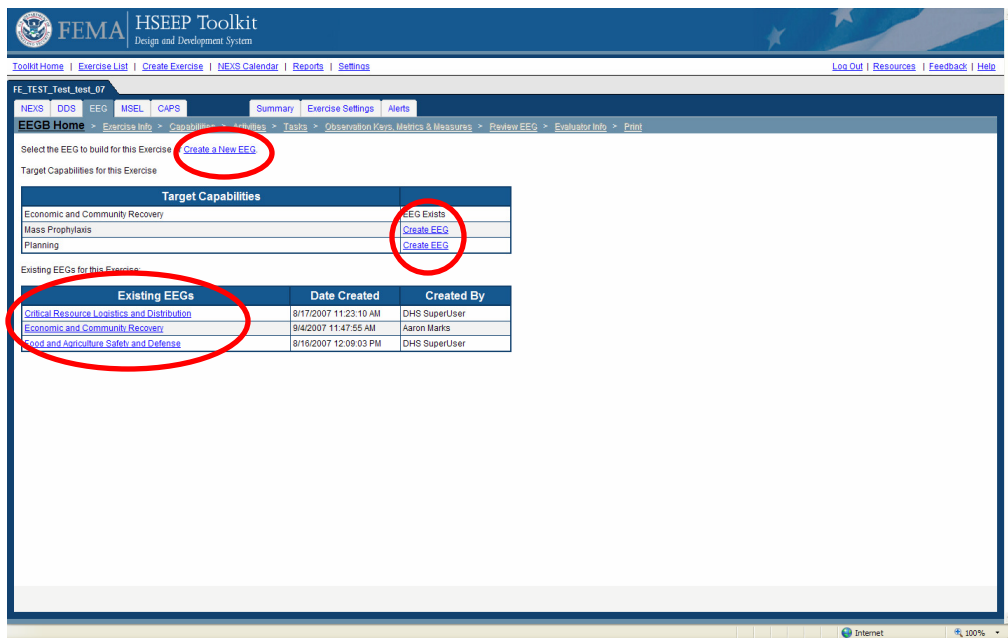 FEMA HSEEP Toolkit
Design and Development System
Toolkit Home | Exercise List | Create Exercise | NEXS Calendar | Reports | Settings Log Out | Resources | Feedback | Help
FE_TEST_Test_test_07
NEXS DDS EEG MSEL CAPS Summary Exercise Settings Alerts
EEGB Home > Exercise Info > Capabilities > Activities > Tasks > Observation Keys, Metrics & Measures > Review EEG > Evaluator Info > Print
Select the EEG to build for this Exercise Create a New EEG.
Target Capabilities for this Exercise
Target Capabilities
Economic and Community Recovery EEG Exists
Mass Prophylaxis Create EEG
Planning Create EEG
Existing EEGs for this Exercise:
Existing EEGs Date Created Created By
Critical Resource Logistics and Distribution 8/17/2007 11:23:10 AM DHS SuperUser
Economic and Community Recovery 9/4/2007 11:47:55 AM Aaron Marks
Food and Agriculture Safety and Defense 8/16/2007 12:09:03 PM DHS SuperUser
Internet 100%